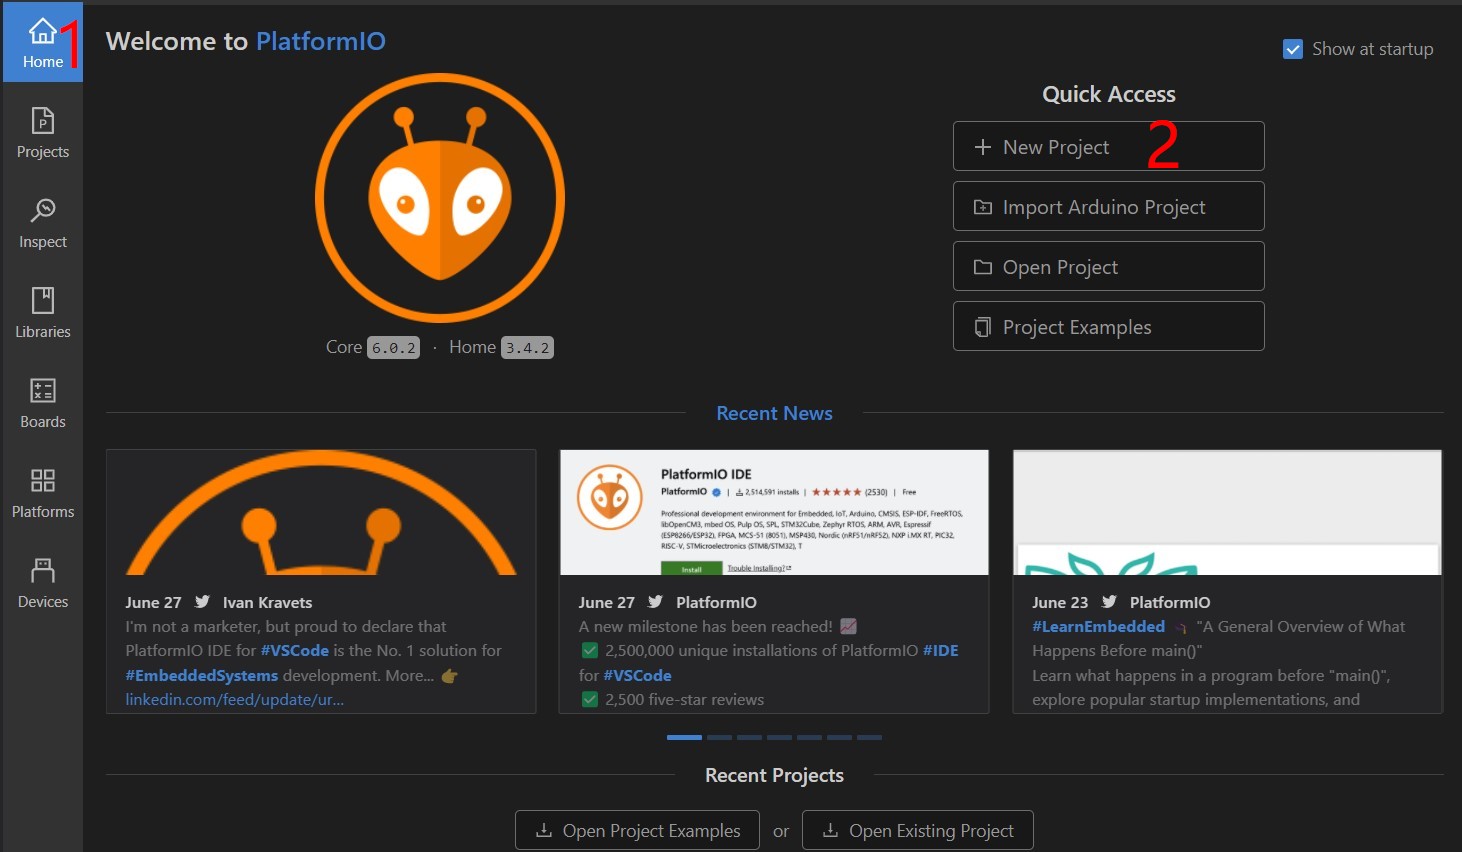 Home
1
Projects
Inspect
Libraries
Boards
Platforms
Devices
Welcome to PlatformIO
Show at startup
Core 6.0.2 · Home 3.4.2
Quick Access
New Project
2
Import Arduino Project
Open Project
Project Examples
Recent News
June 27 Ivan Kravets
I'm not a marketer, but proud to declare that
PlatformIO IDE for #VSCode is the No. 1 solution for
#EmbeddedSystems development. More... 👉
linkedin.com/feed/update/ur...
PlatformIO IDE
PlatformIO | 2,514,591 installs | ★★★★★ (2530) | Free
Professional development environment for Embedded, IoT, Arduino, CMSIS, ESP-IDF, FreeRTOS,
libOpenCM3, mbed OS, Pulp OS, SPL, STM32Cube, Zephyr RTOS, ARM, AVR, Espressif
(ESP8266/ESP32), FPGA, MCS-51 (8051), MSP430, Nordic (nRF51/nRF52), NXP i.MX RT, PIC32,
RISC-V, STMicroelectronics (STM8/STM32), T
Install Trouble Installing?
June 27 PlatformIO
A new milestone has been reached! 📈
✅ 2,500,000 unique installations of PlatformIO #IDE
for #VSCode
✅ 2,500 five-star reviews
June 23 PlatformIO
#LearnEmbedded "A General Overview of What
Happens Before main()"
Learn what happens in a program before "main()",
explore popular startup implementations, and
Recent Projects
Open Project Examples or Open Existing Project